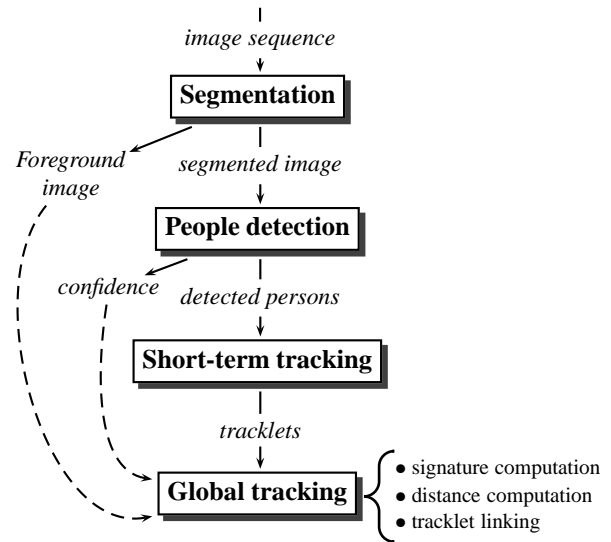 image sequence
Segmentation
Foreground
image
segmented image
People detection
confidence
detected persons
Short-term tracking
tracklets
Global tracking
• signature computation
• distance computation
• tracklet linking